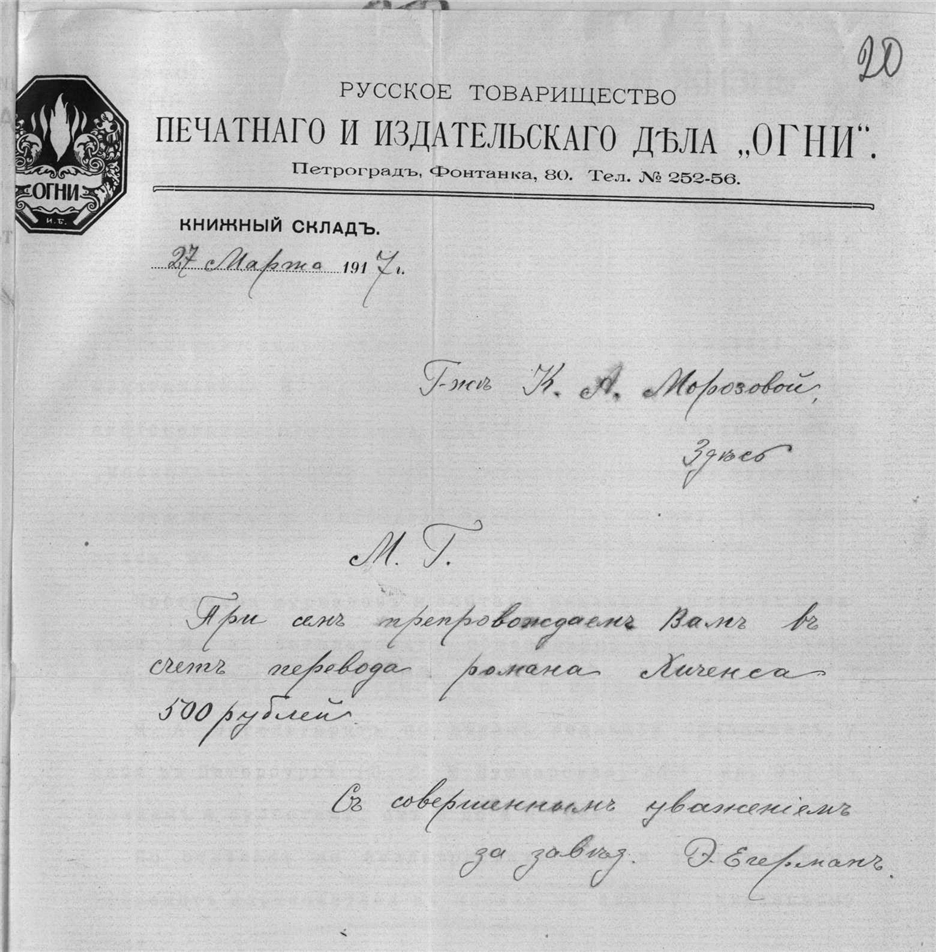 20
РУССКОЕ ТОВАРИЩЕСТВО
ПЕЧАТНАГО И ИЗДАТЕЛЬСКАГО ДѢЛА „ОГНИ“.
Петроградъ, Фонтанка, 80. Тел. № 252-56.
ОГНИ
И.Б.
КНИЖНЫЙ СКЛАДЪ.
27 Марта 1917 г.
Г-жѣ К. А. Морозовой,
Здѣсь
М. Г.
При семъ препровождаемъ Вамъ въ
счетъ перевода романа Хиченса
500 рублей.
Съ совершеннымъ уваженіемъ
за завѣд. Э. Егерманъ.